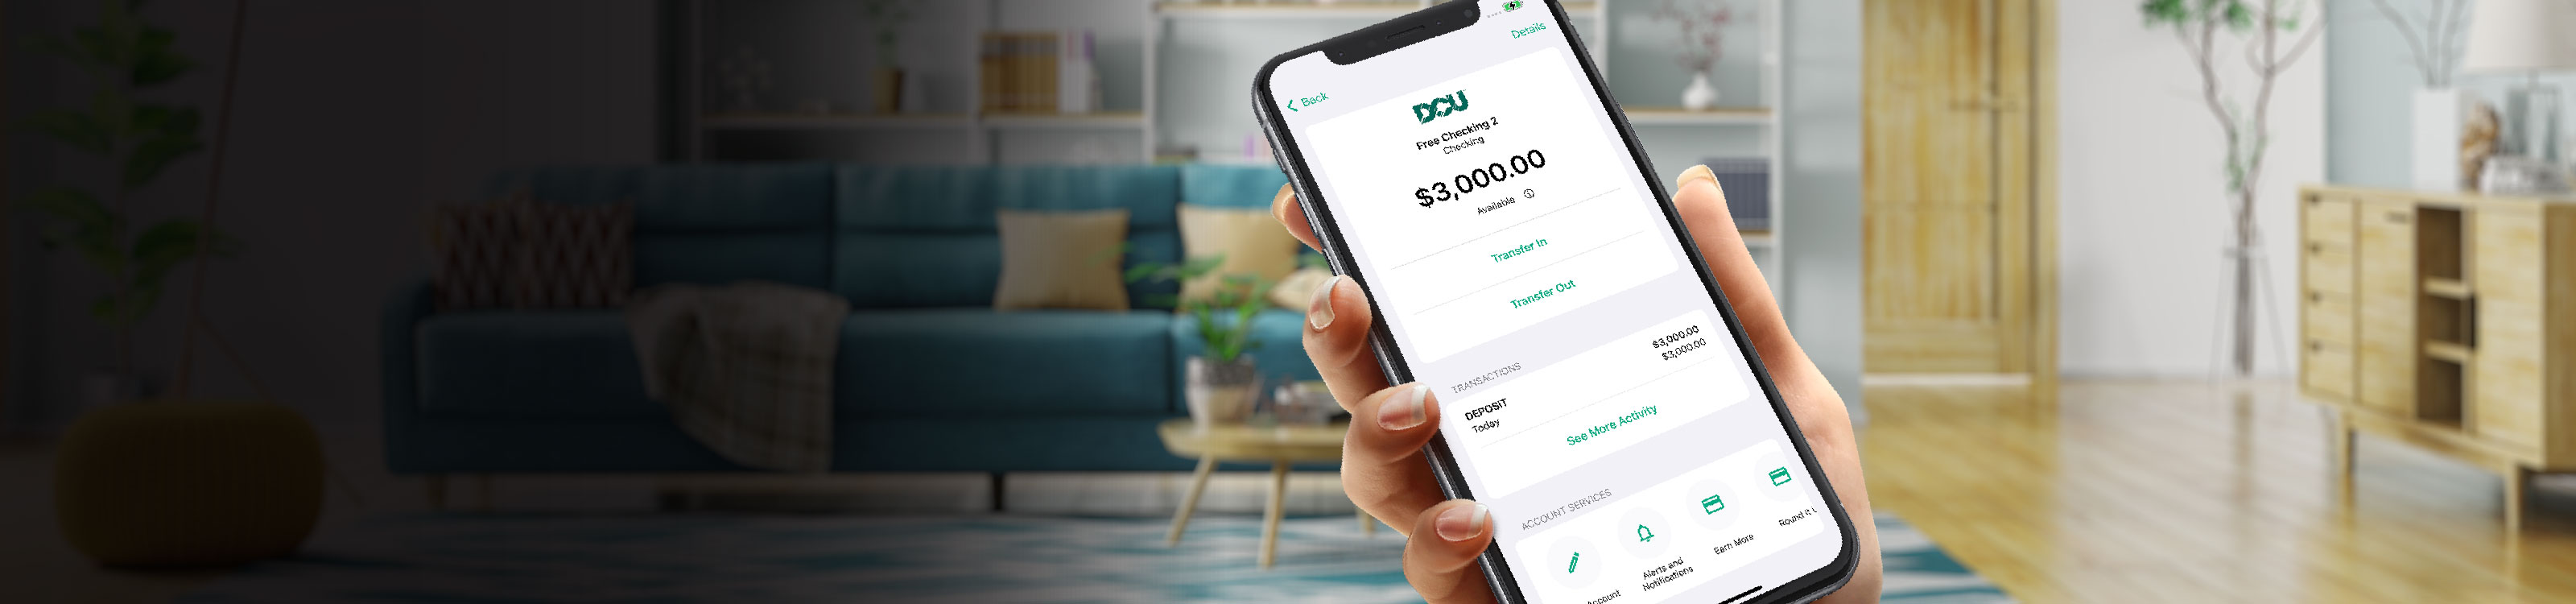 Details
Back
DCU
Free Checking 2
Checking
$3,000.00
Available
Transfer In
Transfer Out
TRANSACTIONS
$3,000.00
DEPOSIT
$3,000.00
Today
See More Activity
ACCOUNT SERVICES
Account
Alerts and
Notifications
Earn More
Round it